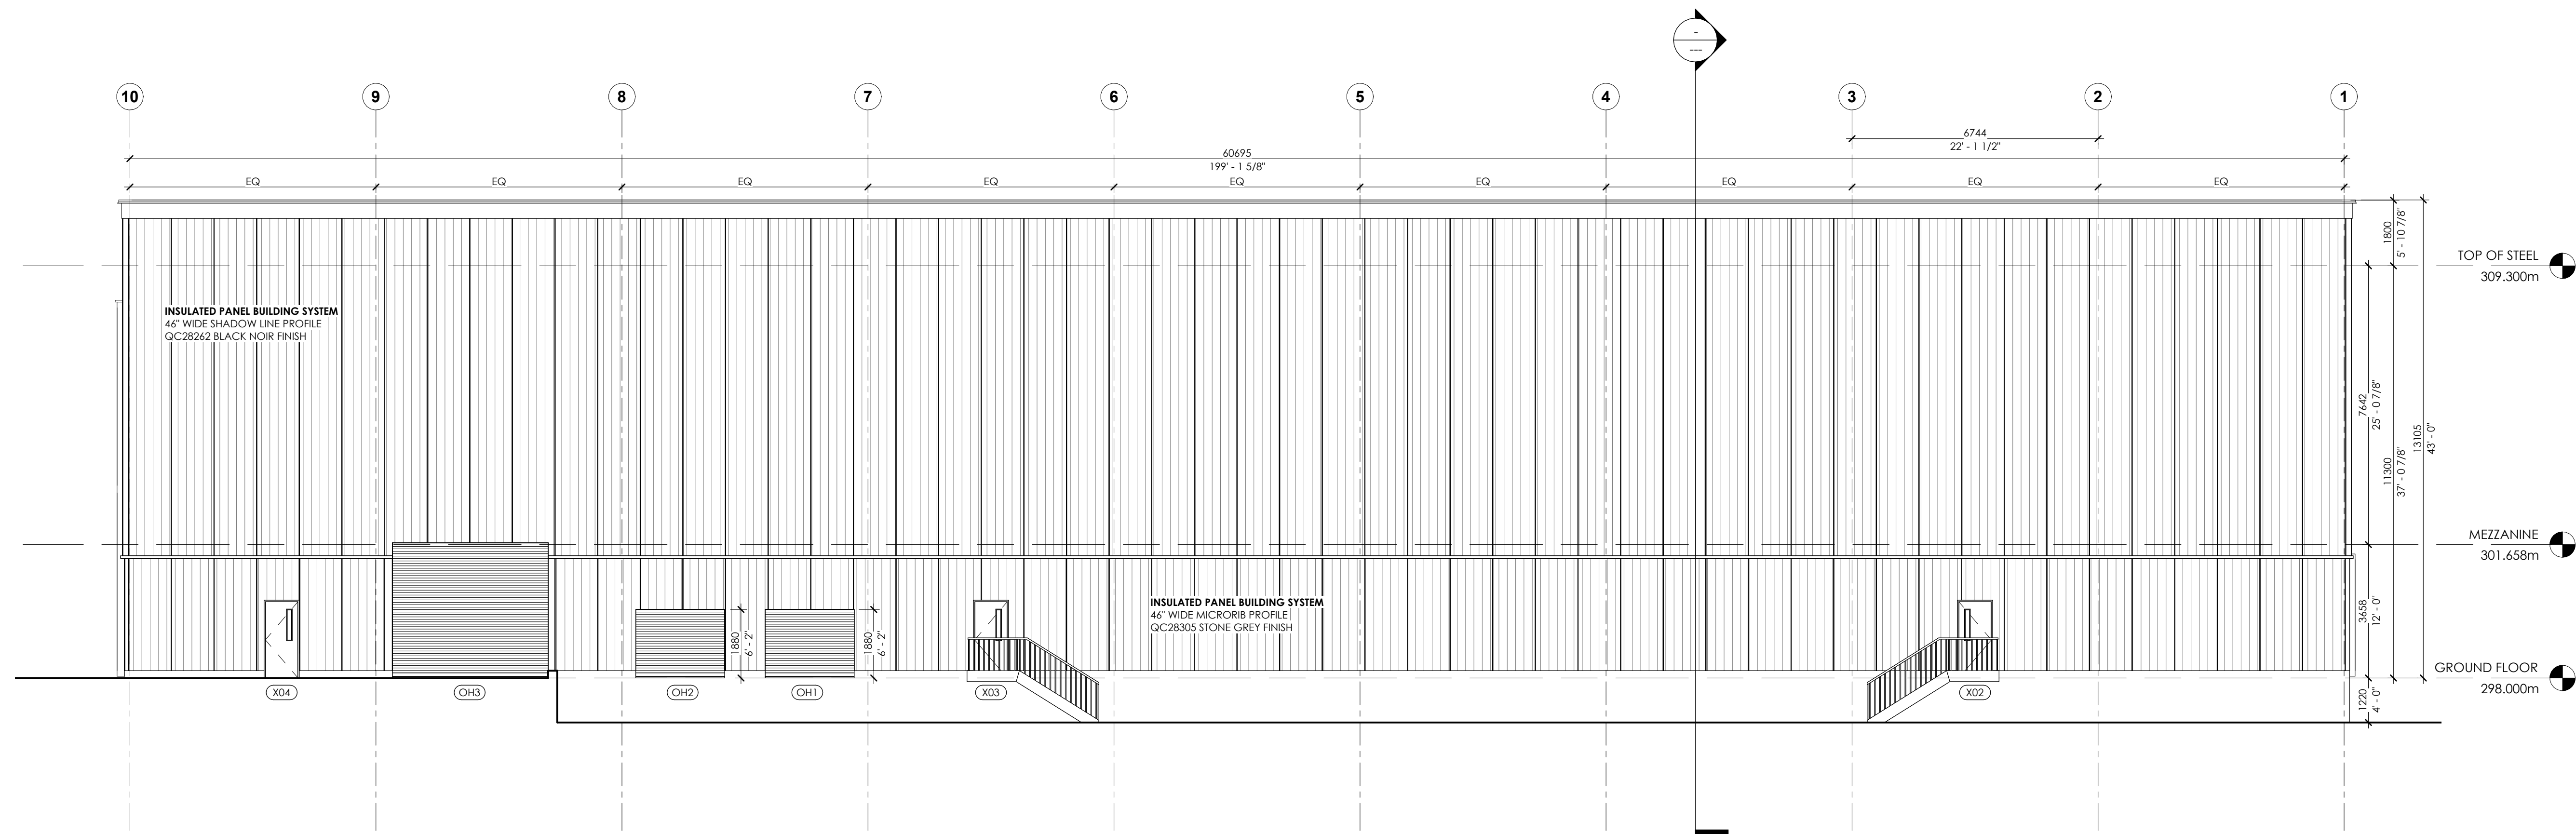 -
---
10
9
8
7
6
5
4
3
2
1
6744
22' - 1 1/2"
60695
199' - 1 5/8"
EQ
EQ
EQ
EQ
EQ
EQ
EQ
EQ
EQ
1800
5' - 10 7/8"
TOP OF STEEL
309.300m
INSULATED PANEL BUILDING SYSTEM
46" WIDE SHADOW LINE PROFILE
QC28262 BLACK NOIR FINISH
7642
25' - 0 7/8"
13105
43' - 0"
11300
37' - 0 7/8"
MEZZANINE
301.658m
INSULATED PANEL BUILDING SYSTEM
46" WIDE MICRORIB PROFILE
QC28305 STONE GREY FINISH
3658
12' - 0"
1880
6' - 2"
1880
6' - 2"
GROUND FLOOR
298.000m
X04
OH3
OH2
OH1
X03
X02
1220
4' - 0"